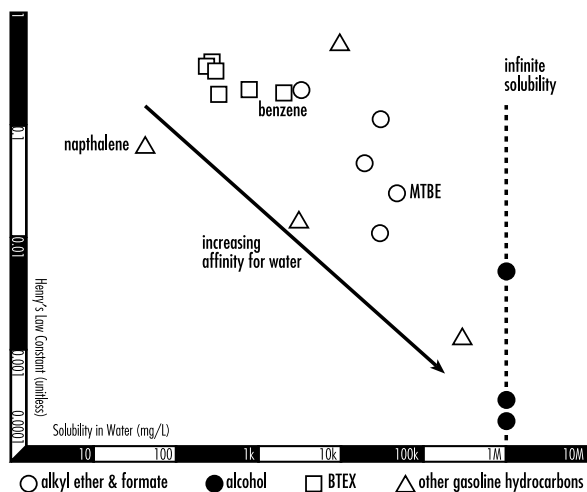 1
0.1
0.01
0.001
0.0001
Henry's Law Constant (unitless)
infinite
solubility
benzene
napthalene
MTBE
increasing
affinity for water
Solubility in Water (mg/L)
10 100 1k 10k 100k 1M 10M
alkyl ether & formate alcohol BTEX other gasoline hydrocarbons